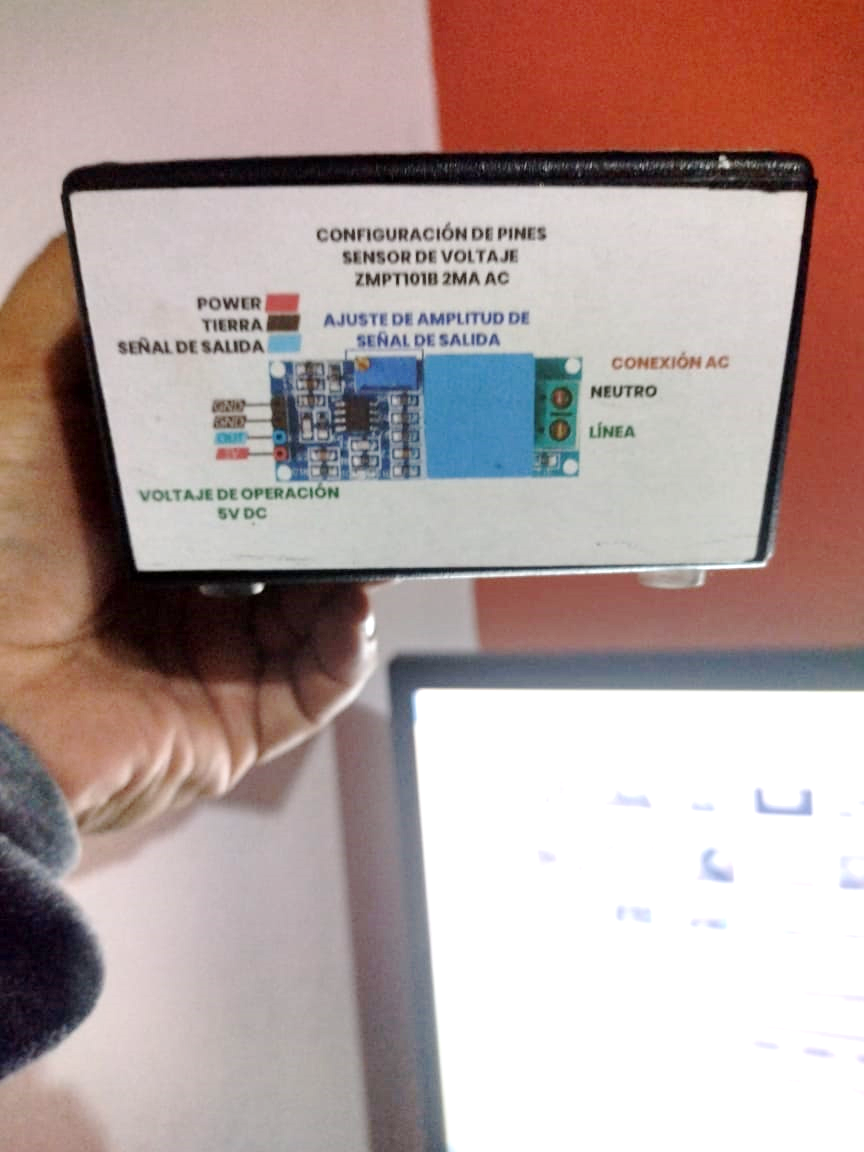 CONFIGURACIÓN DE PINES
SENSOR DE VOLTAJE
ZMPT101B 2MA AC
POWER
TIERRA
SEÑAL DE SALIDA
AJUSTE DE AMPLITUD DE
SEÑAL DE SALIDA
CONEXIÓN AC
NEUTRO
LÍNEA
GND
GND
OUT
VOLTAJE DE OPERACIÓN
5V DC